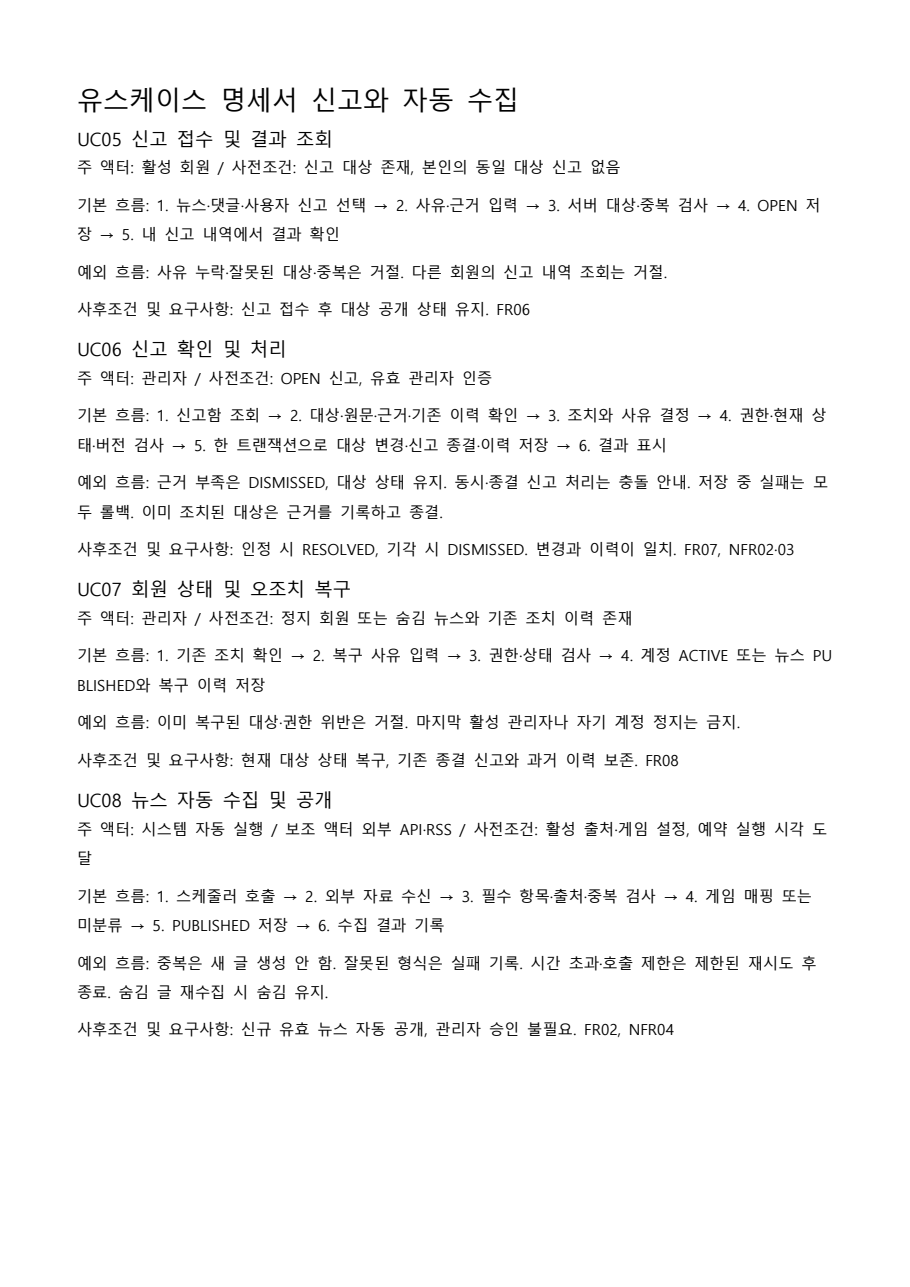 유스케이스 명세서 신고와 자동 수집
UC05 신고 접수 및 결과 조회
주 액터: 활성 회원 / 사전조건: 신고 대상 존재, 본인의 동일 대상 신고 없음
기본 흐름: 1. 뉴스·댓글·사용자 신고 선택 → 2. 사유·근거 입력 → 3. 서버 대상·중복 검사 → 4. OPEN 저
장 → 5. 내 신고 내역에서 결과 확인
예외 흐름: 사유 누락·잘못된 대상·중복은 거절. 다른 회원의 신고 내역 조회는 거절.
사후조건 및 요구사항: 신고 접수 후 대상 공개 상태 유지. FR06
UC06 신고 확인 및 처리
주 액터: 관리자 / 사전조건: OPEN 신고, 유효 관리자 인증
기본 흐름: 1. 신고함 조회 → 2. 대상·원문·근거·기존 이력 확인 → 3. 조치와 사유 결정 → 4. 권한·현재 상
태·버전 검사 → 5. 한 트랜잭션으로 대상 변경·신고 종결·이력 저장 → 6. 결과 표시
예외 흐름: 근거 부족은 DISMISSED, 대상 상태 유지. 동시·종결 신고 처리는 충돌 안내. 저장 중 실패는 모
두 롤백. 이미 조치된 대상은 근거를 기록하고 종결.
사후조건 및 요구사항: 인정 시 RESOLVED, 기각 시 DISMISSED. 변경과 이력이 일치. FR07, NFR02·03
UC07 회원 상태 및 오조치 복구
주 액터: 관리자 / 사전조건: 정지 회원 또는 숨김 뉴스와 기존 조치 이력 존재
기본 흐름: 1. 기존 조치 확인 → 2. 복구 사유 입력 → 3. 권한·상태 검사 → 4. 계정 ACTIVE 또는 뉴스 PU
BLISHED와 복구 이력 저장
예외 흐름: 이미 복구된 대상·권한 위반은 거절. 마지막 활성 관리자나 자기 계정 정지는 금지.
사후조건 및 요구사항: 현재 대상 상태 복구, 기존 종결 신고와 과거 이력 보존. FR08
UC08 뉴스 자동 수집 및 공개
주 액터: 시스템 자동 실행 / 보조 액터 외부 API·RSS / 사전조건: 활성 출처·게임 설정, 예약 실행 시각 도
달
기본 흐름: 1. 스케줄러 호출 → 2. 외부 자료 수신 → 3. 필수 항목·출처·중복 검사 → 4. 게임 매핑 또는
미분류 → 5. PUBLISHED 저장 → 6. 수집 결과 기록
예외 흐름: 중복은 새 글 생성 안 함. 잘못된 형식은 실패 기록. 시간 초과·호출 제한은 제한된 재시도 후
종료. 숨김 글 재수집 시 숨김 유지.
사후조건 및 요구사항: 신규 유효 뉴스 자동 공개, 관리자 승인 불필요. FR02, NFR04